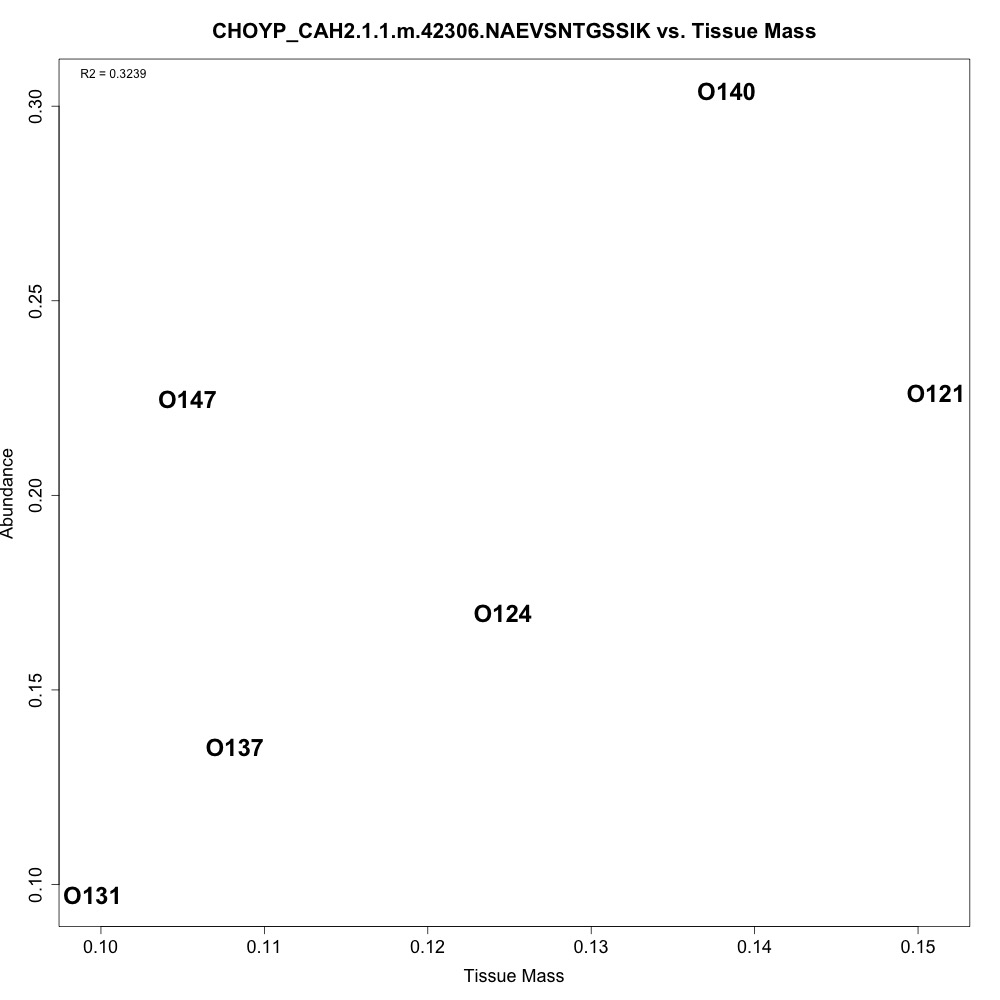 CHOYP_CAH2.1.1.m.42306.NAEVSNTGSSIK vs. Tissue Mass
R2 = 0.3239
O140
0.30
0.25
O147
O121
Abundance
0.20
O124
0.15
O137
0.10
O131
0.10 0.11 0.12 0.13 0.14 0.15
Tissue Mass